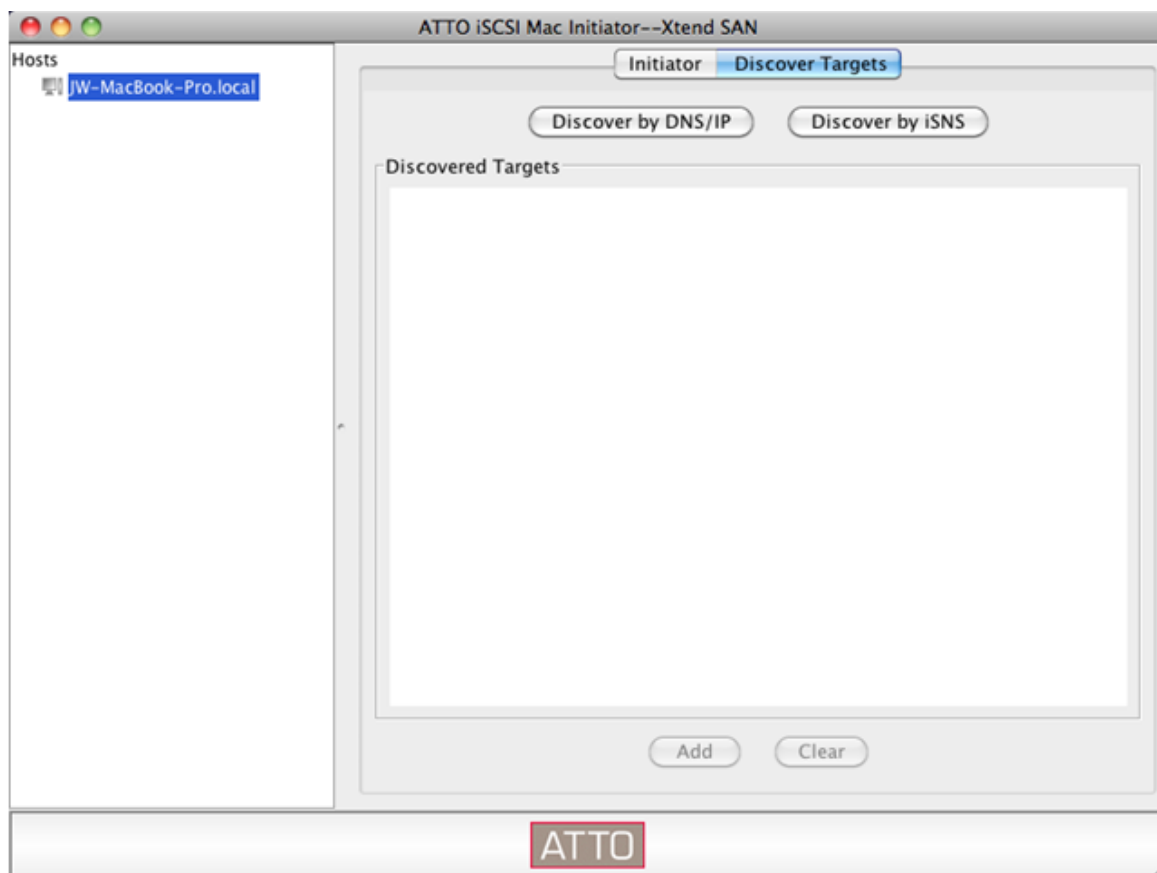 ATTO iSCSI Mac Initiator--Xtend SAN
Hosts
JW-MacBook-Pro.local
Initiator Discover Targets
Discover by DNS/IP Discover by iSNS
Discovered Targets
Add Clear
ATTO